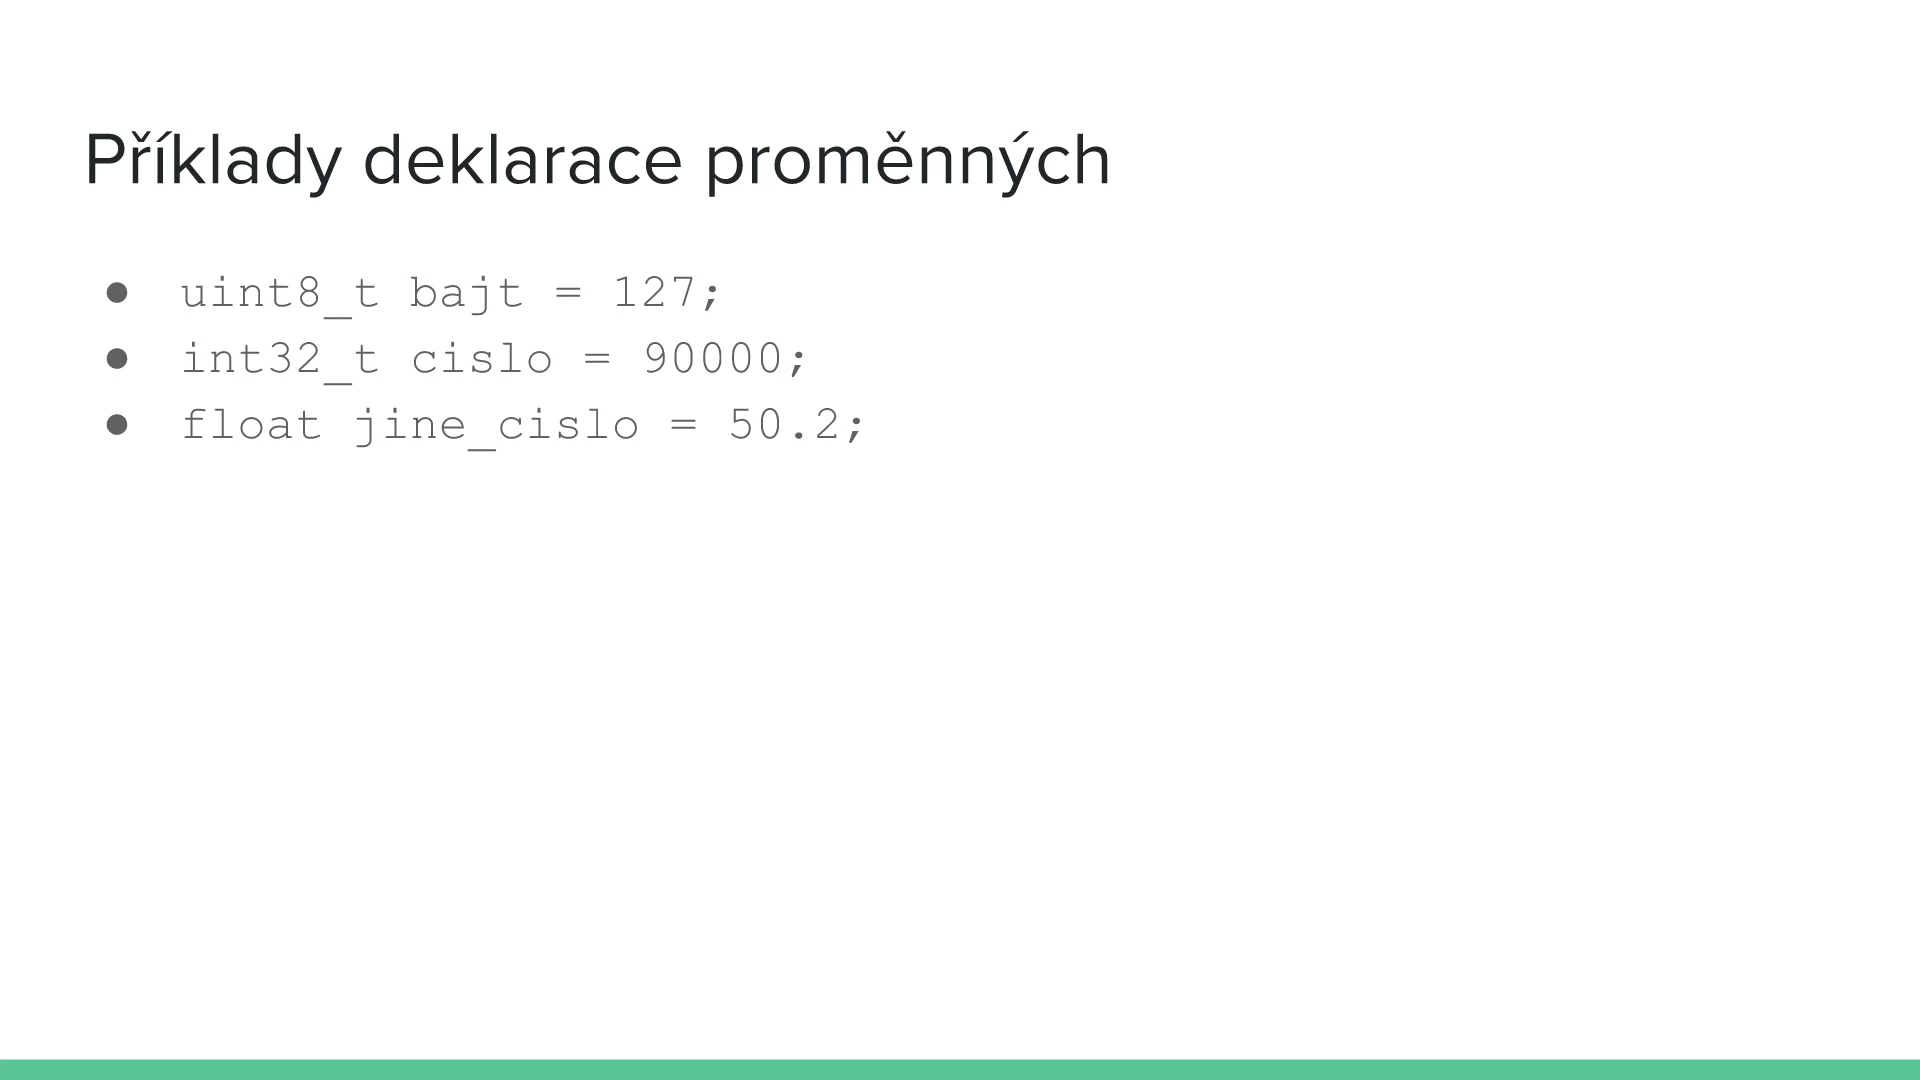 Příklady deklarace proměnných
● uint8_t bajt = 127;
● int32_t cislo = 90000;
● float jine_cislo = 50.2;